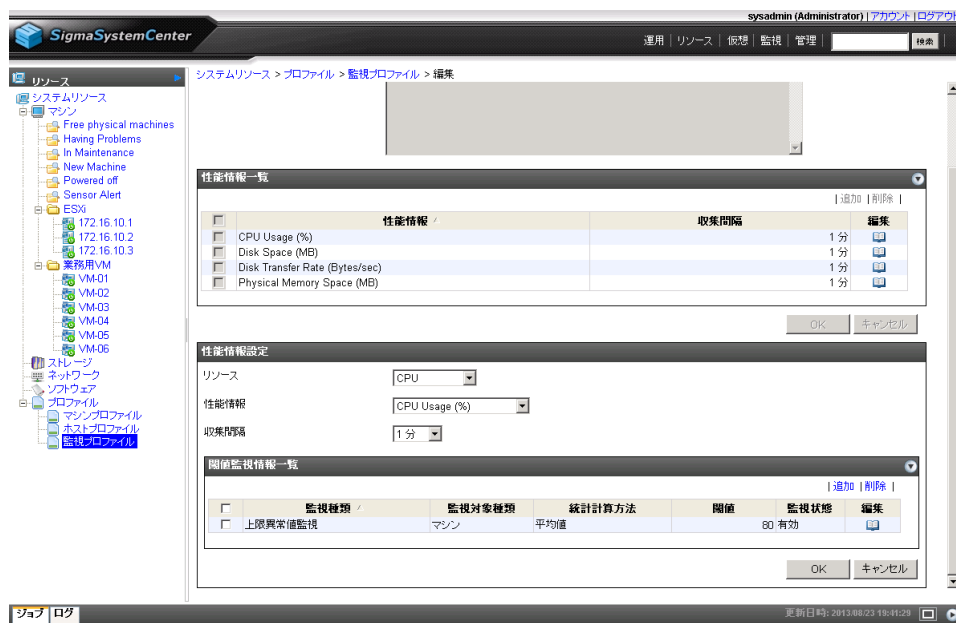 sysadmin (Administrator) | アカウント | ログアウト
SigmaSystemCenter
運用 | リソース | 仮想 | 監視 | 管理 | 検索
リソース
システムリソース > プロファイル > 監視プロファイル > 編集
システムリソース
マシン
Free physical machines
Having Problems
In Maintenance
New Machine
Powered off
Sensor Alert
ESXi
172.16.10.1
172.16.10.2
172.16.10.3
業務用VM
VM-01
VM-02
VM-03
VM-04
VM-05
VM-06
ストレージ
ネットワーク
ソフトウェア
プロファイル
マシンプロファイル
ホストプロファイル
監視プロファイル
性能情報一覧
| 追加 | 削除 |
性能情報 収集間隔 編集
CPU Usage (%) 1 分
Disk Space (MB) 1 分
Disk Transfer Rate (Bytes/sec) 1 分
Physical Memory Space (MB) 1 分
OK キャンセル
性能情報設定
リソース CPU
性能情報 CPU Usage (%)
収集間隔 1 分
閾値監視情報一覧
| 追加 | 削除 |
監視種類 監視対象種類 統計計算方法 閾値 監視状態 編集
上限異常値監視 マシン 平均値 80 有効
OK キャンセル
ジョブ ログ
更新日時: 2013/08/23 19:41:29